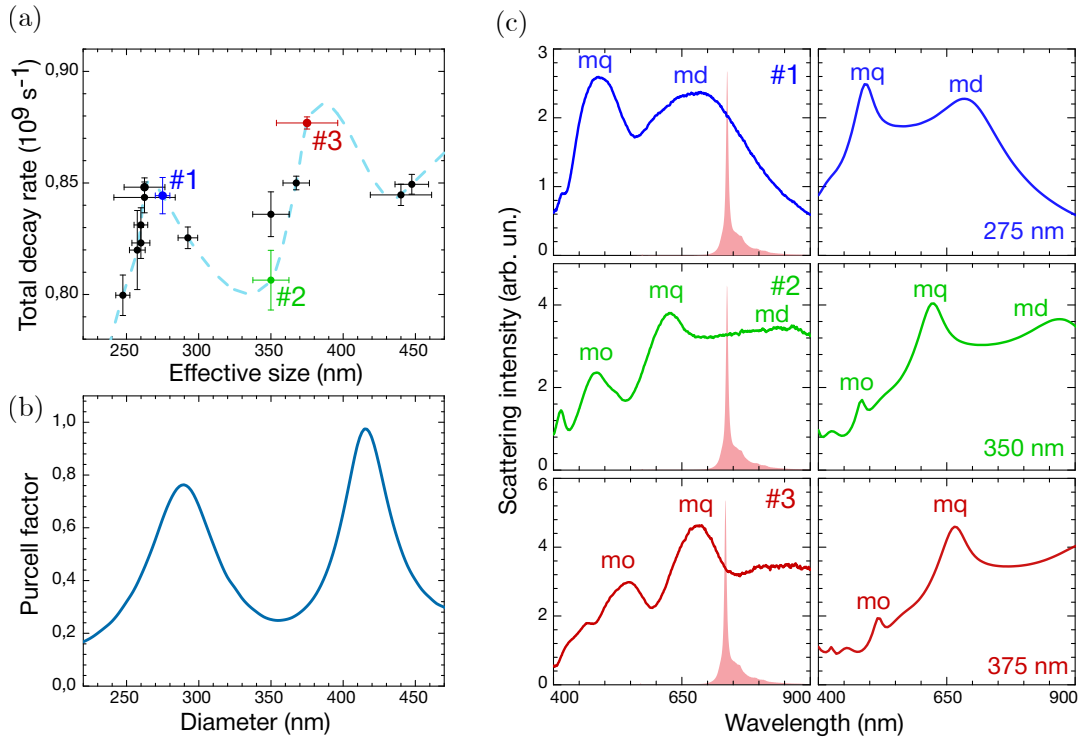 (a)
Total decay rate (10⁹ s⁻¹)
0,90
0,85
0,80
#1
#2
#3
250 300 350 400 450
Effective size (nm)
(b)
Purcell factor
1,0
0,8
0,6
0,4
0,2
0,0
250 300 350 400 450
Diameter (nm)
(c)
Scattering intensity (arb. un.)
3
2
1
0
mq
md
#1
mq
md
275 nm
4
2
0
mo
mq
#2
md
mo
mq
md
350 nm
6
4
2
0
mo
mq
#3
mo
mq
375 nm
400 650 900
400 650 900
Wavelength (nm)